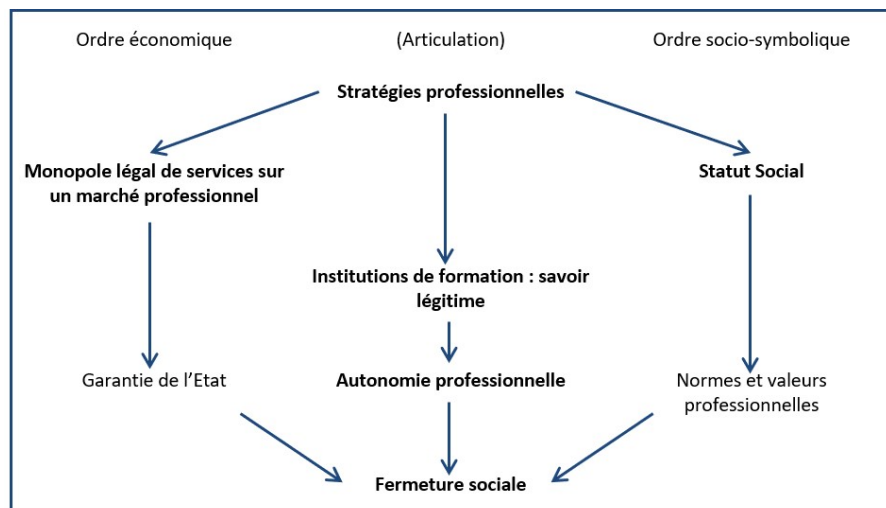 Ordre économique
(Articulation)
Ordre socio-symbolique
Stratégies professionnelles
Monopole légal de services sur
un marché professionnel
Statut Social
Institutions de formation : savoir
légitime
Garantie de l’Etat
Autonomie professionnelle
Normes et valeurs
professionnelles
Fermeture sociale